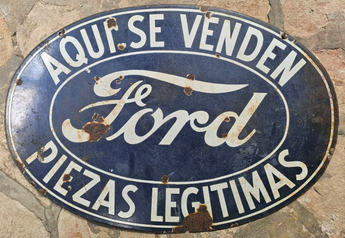 AQUI SE VENDEN
Ford
PIEZAS LEGITIMAS